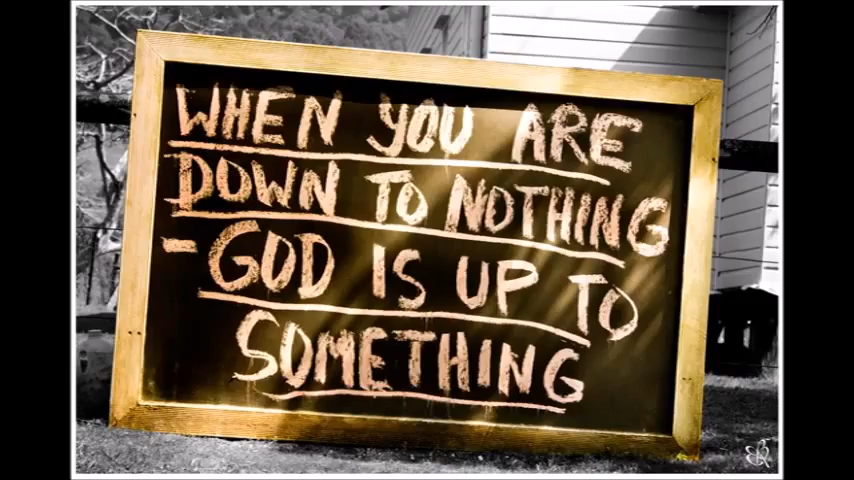 WHEN YOU ARE
DOWN TO NOTHING
- GOD IS UP TO
SOMETHING